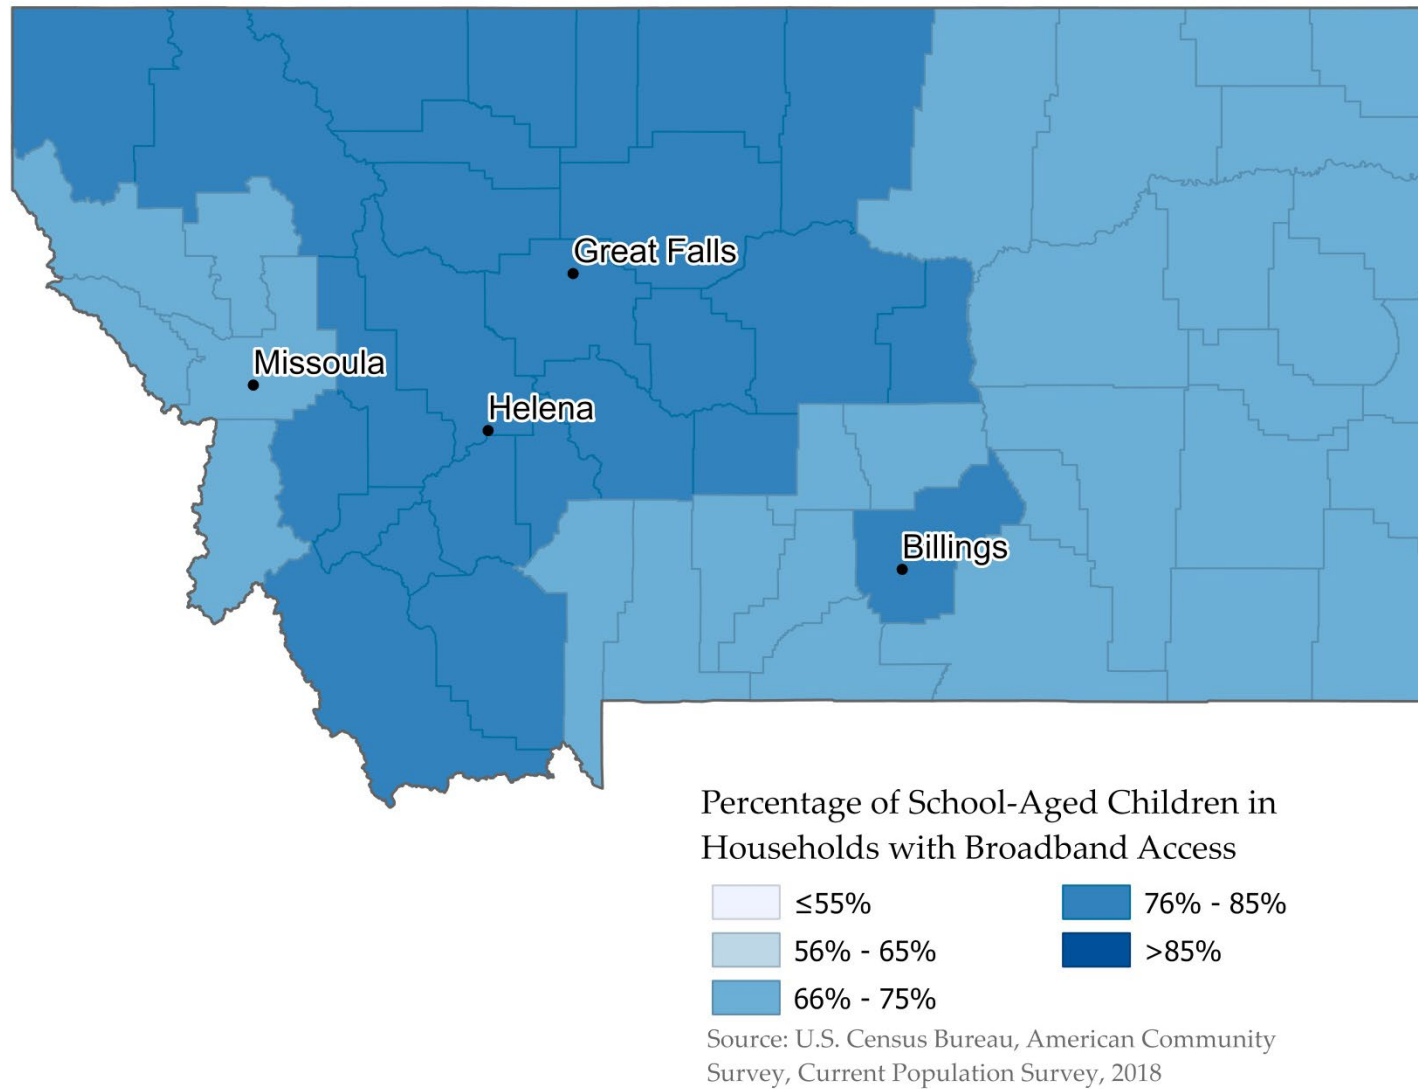 Great Falls
Missoula
Helena
Billings
Percentage of School-Aged Children in
Households with Broadband Access
≤55%
56% - 65%
66% - 75%
76% - 85%
>85%
Source: U.S. Census Bureau, American Community
Survey, Current Population Survey, 2018